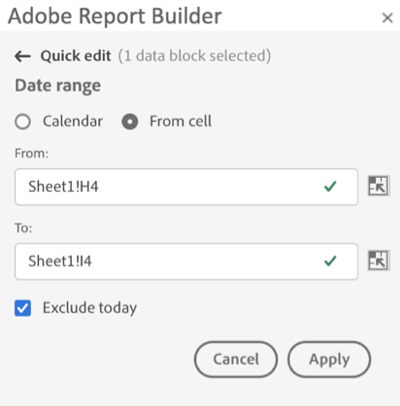 Adobe Report Builder
Quick edit (1 data block selected)
Date range
Calendar From cell
From:
Sheet1!H4
To:
Sheet1!I4
Exclude today
Cancel Apply